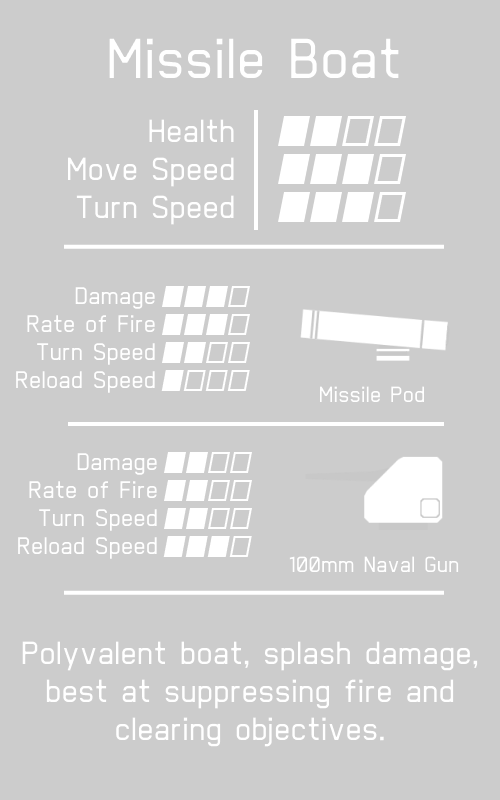 Missile Boat
Health
Move Speed
Turn Speed
Damage
Rate of Fire
Turn Speed
Reload Speed
Missile Pod
Damage
Rate of Fire
Turn Speed
Reload Speed
100mm Naval Gun
Polyvalent boat, splash damage,
best at suppressing fire and
clearing objectives.